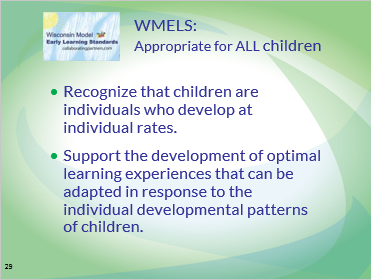 Wisconsin Model
Early Learning Standards
collaboratingpartners.com
WMELS:
Appropriate for ALL children
• Recognize that children are
individuals who develop at
individual rates.
• Support the development of optimal
learning experiences that can be
adapted in response to the
individual developmental patterns
of children.
29